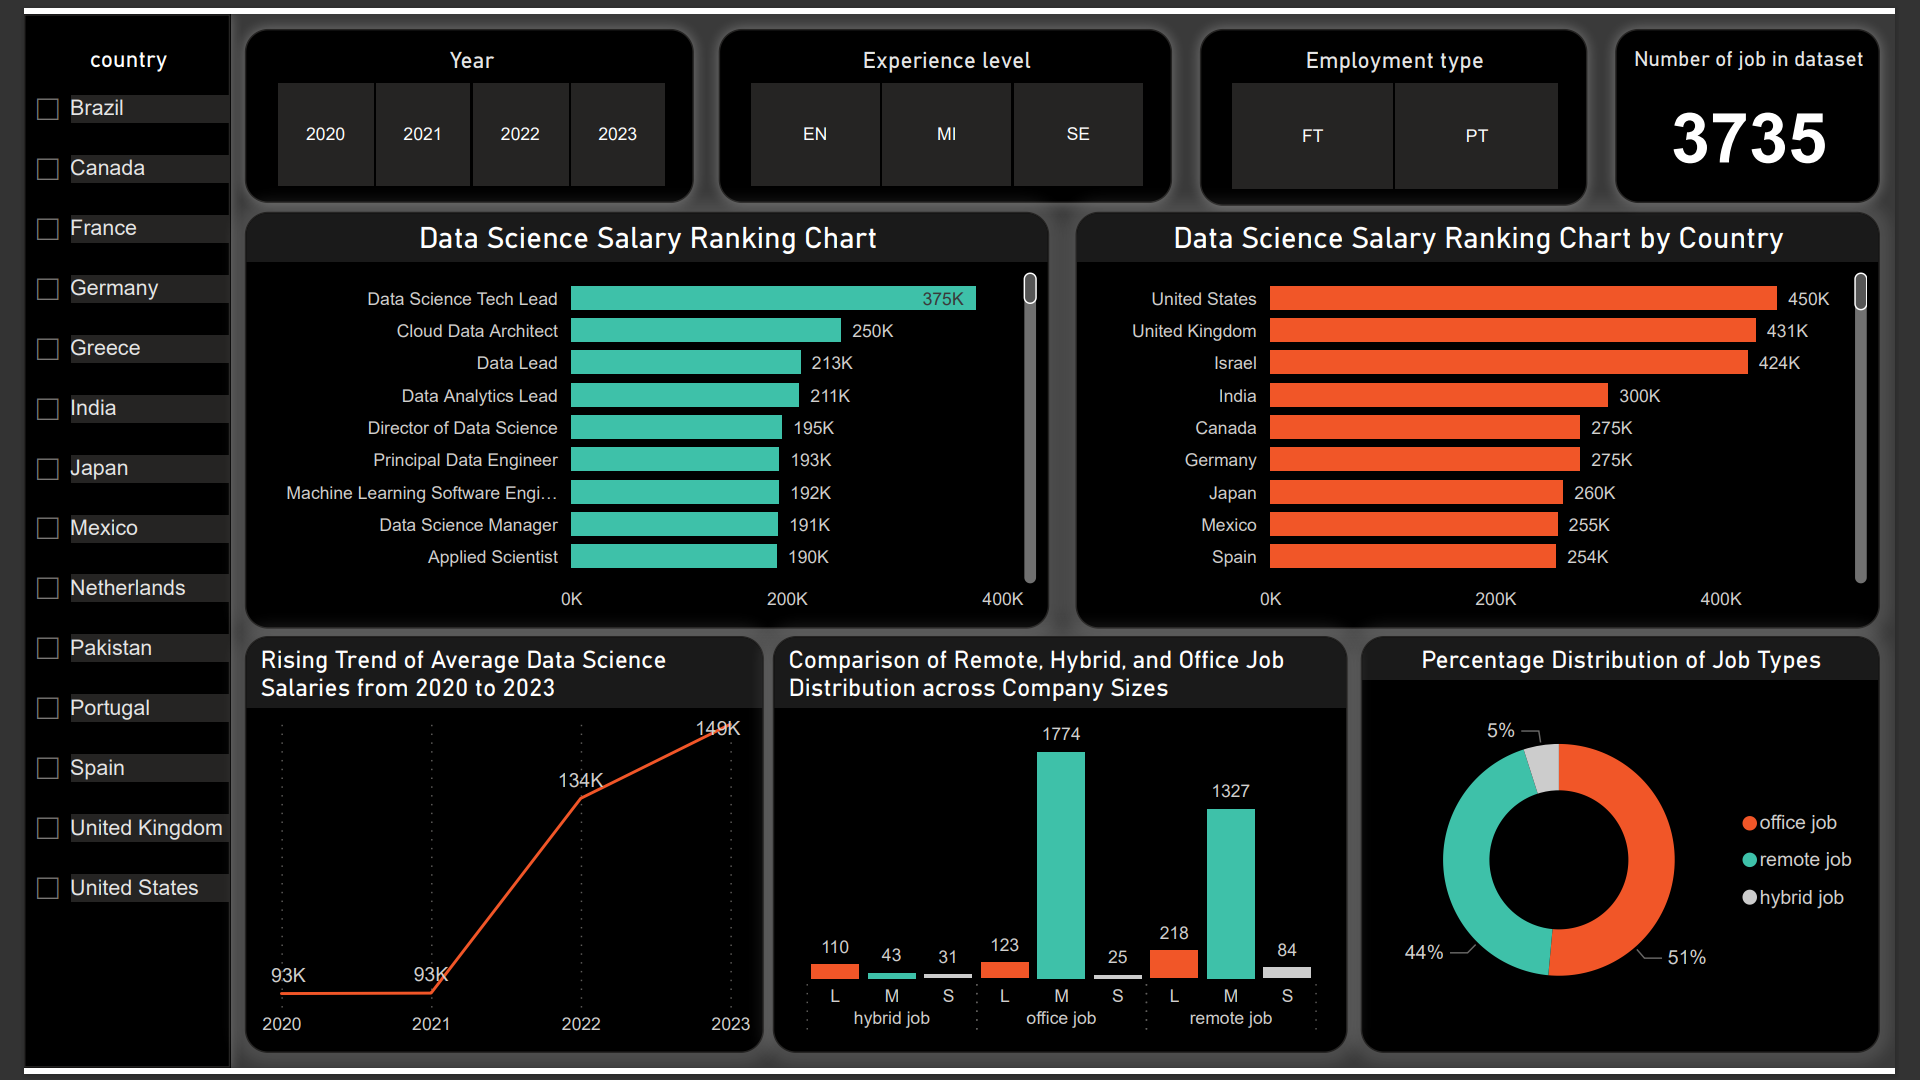 country
Brazil
Canada
France
Germany
Greece
India
Japan
Mexico
Netherlands
Pakistan
Portugal
Spain
United Kingdom
United States
Year
2020 2021 2022 2023
Experience level
EN MI SE
Employment type
FT PT
Number of job in dataset
3735
Data Science Salary Ranking Chart
Data Science Tech Lead 375K
Cloud Data Architect 250K
Data Lead 213K
Data Analytics Lead 211K
Director of Data Science 195K
Principal Data Engineer 193K
Machine Learning Software Engi... 192K
Data Science Manager 191K
Applied Scientist 190K
0K 200K 400K
Data Science Salary Ranking Chart by Country
United States 450K
United Kingdom 431K
Israel 424K
India 300K
Canada 275K
Germany 275K
Japan 260K
Mexico 255K
Spain 254K
0K 200K 400K
Rising Trend of Average Data Science
Salaries from 2020 to 2023
149K
134K
93K 93K
2020 2021 2022 2023
Comparison of Remote, Hybrid, and Office Job
Distribution across Company Sizes
1774
1327
110 43 31 123 25 218 84
L M S L M S L M S
hybrid job office job remote job
Percentage Distribution of Job Types
5%
44%
51%
office job
remote job
hybrid job